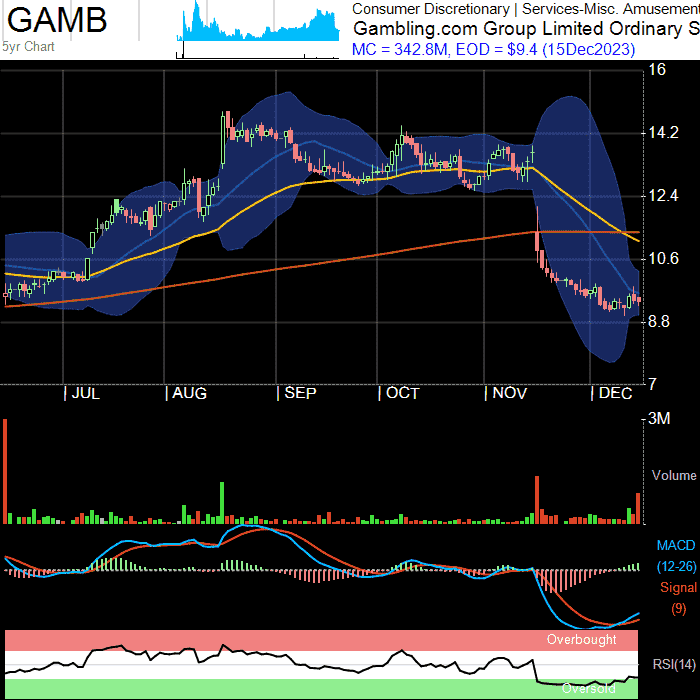 GAMB
Consumer Discretionary | Services-Misc. Amusement
Gambling.com Group Limited Ordinary S
5yr Chart
MC = 342.8M, EOD = $9.4 (15Dec2023)
16
14.2
12.4
10.6
8.8
7
JUL AUG SEP OCT NOV DEC
3M
Volume
MACD
(12-26)
Signal
(9)
Overbought
RSI(14)
Oversold